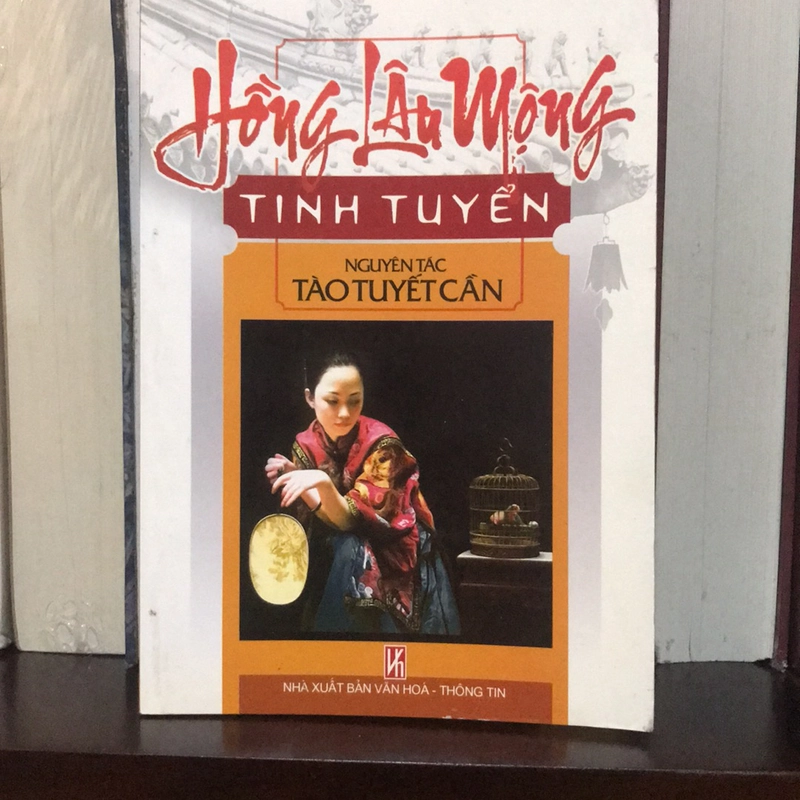 Hồng Lâu Mộng
TINH TUYỂN
NGUYÊN TÁC
TÀO TUYẾT CẦN
NHÀ XUẤT BẢN VĂN HOÁ - THÔNG TIN